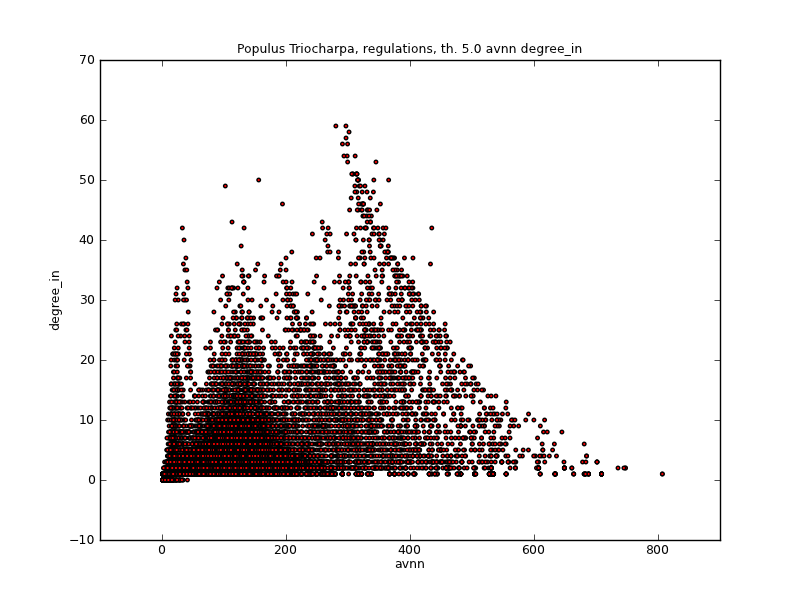 Populus Triocharpa, regulations, th. 5.0 avnn degree_in
70
60
50
40
30
20
10
0
−10
degree_in
0 200 400 600 800
avnn